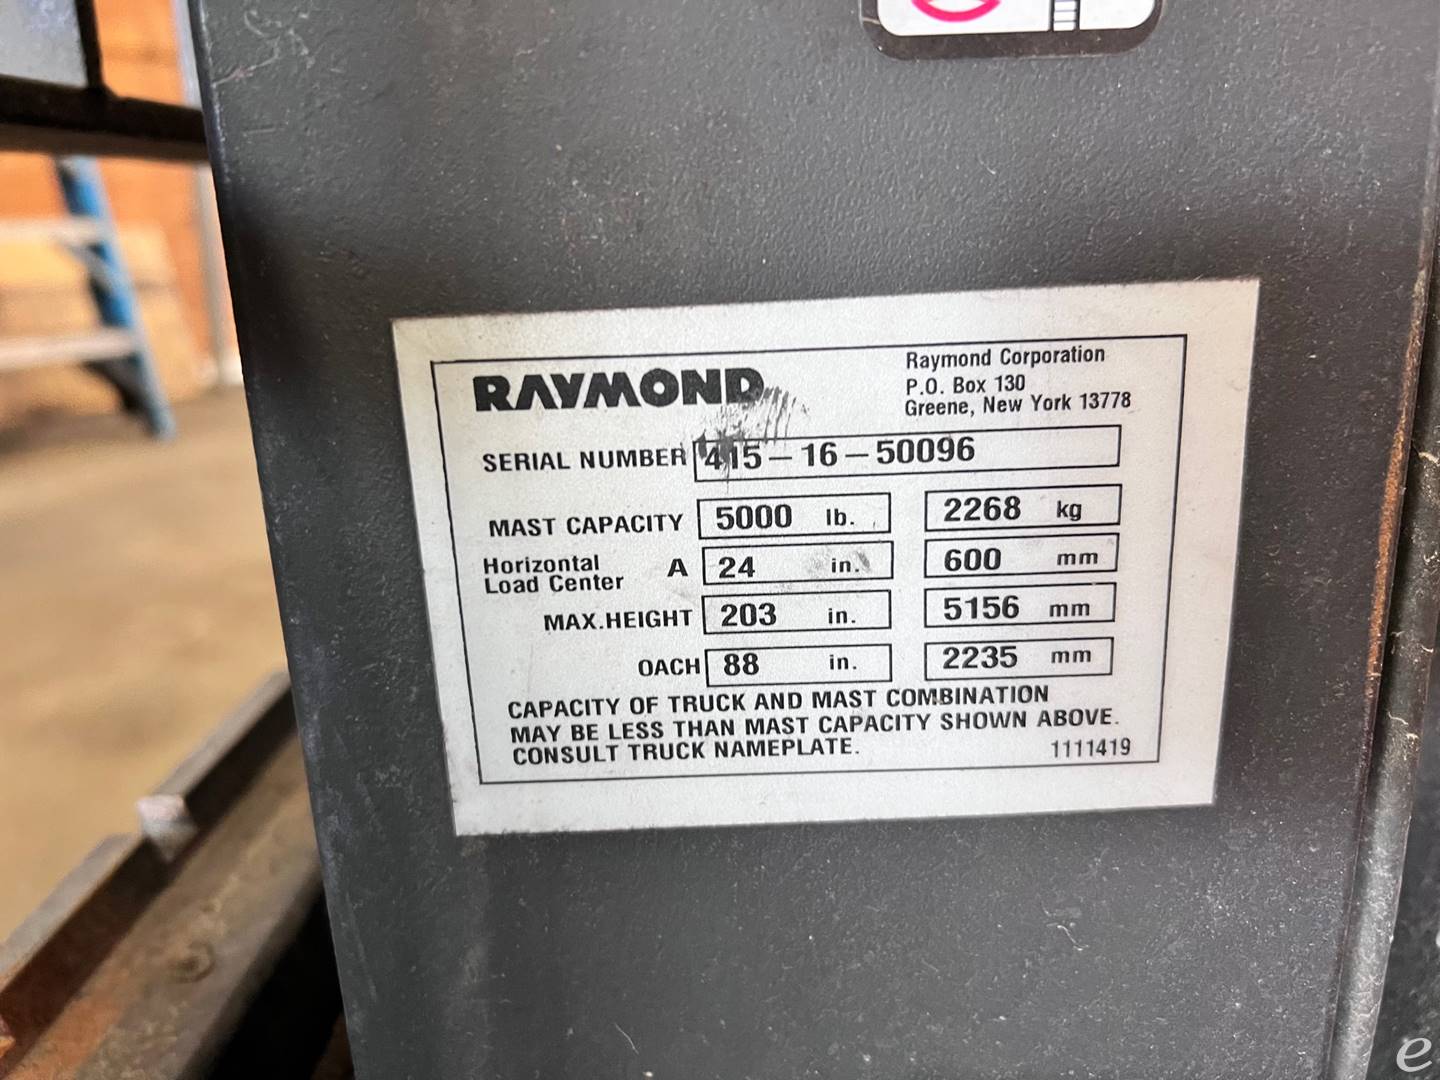 RAYMOND
Raymond Corporation
P.O. Box 130
Greene, New York 13778
SERIAL NUMBER 415-16-50096
MAST CAPACITY 5000 lb. 2268 kg
Horizontal
Load Center A 24 in. 600 mm
MAX.HEIGHT 203 in. 5156 mm
OACH 88 in. 2235 mm
CAPACITY OF TRUCK AND MAST COMBINATION
MAY BE LESS THAN MAST CAPACITY SHOWN ABOVE.
CONSULT TRUCK NAMEPLATE. 1111419
e